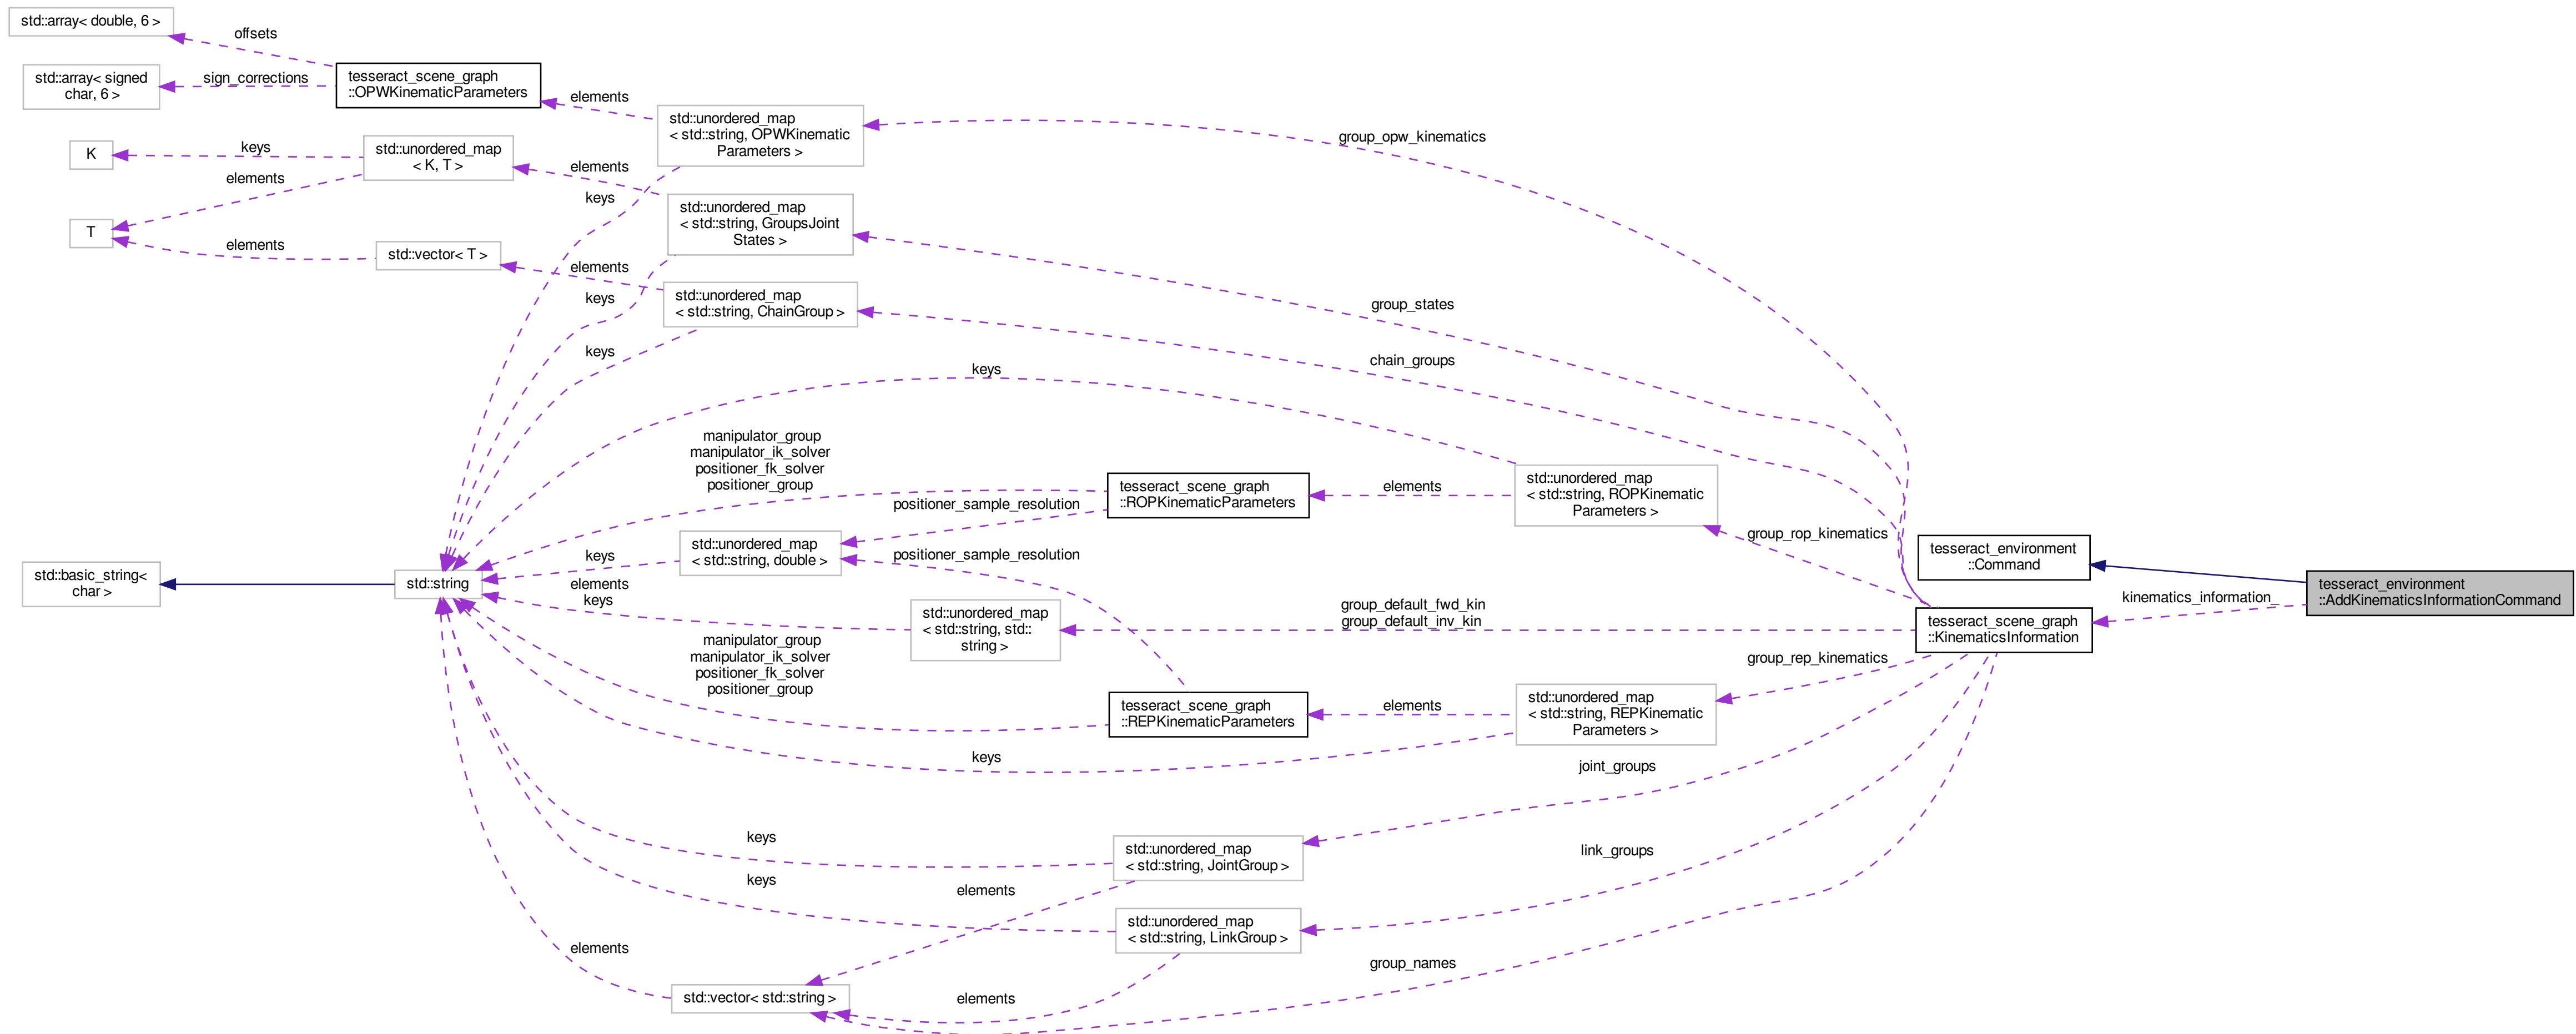 std::array< double, 6 >
offsets
std::array< signed
char, 6 >
sign_corrections
tesseract_scene_graph
::OPWKinematicParameters
elements
std::unordered_map
< std::string, OPWKinematic
Parameters >
group_opw_kinematics
K
keys
std::unordered_map
< K, T >
elements
elements
keys
std::unordered_map
< std::string, GroupsJoint
States >
T
elements
std::vector< T >
elements
keys
std::unordered_map
< std::string, ChainGroup >
group_states
keys
chain_groups
keys
manipulator_group
manipulator_ik_solver
positioner_fk_solver
positioner_group
tesseract_scene_graph
::ROPKinematicParameters
elements
std::unordered_map
< std::string, ROPKinematic
Parameters >
positioner_sample_resolution
group_rop_kinematics
std::unordered_map
< std::string, double >
keys
positioner_sample_resolution
tesseract_environment
::Command
std::basic_string<
char >
std::string
elements
keys
std::unordered_map
< std::string, std::
string >
group_default_fwd_kin
group_default_inv_kin
tesseract_scene_graph
::KinematicsInformation
kinematics_information_
tesseract_environment
::AddKinematicsInformationCommand
manipulator_group
manipulator_ik_solver
positioner_fk_solver
positioner_group
tesseract_scene_graph
::REPKinematicParameters
elements
std::unordered_map
< std::string, REPKinematic
Parameters >
group_rep_kinematics
keys
joint_groups
keys
std::unordered_map
< std::string, JointGroup >
link_groups
keys
elements
std::unordered_map
< std::string, LinkGroup >
elements
std::vector< std::string >
elements
group_names